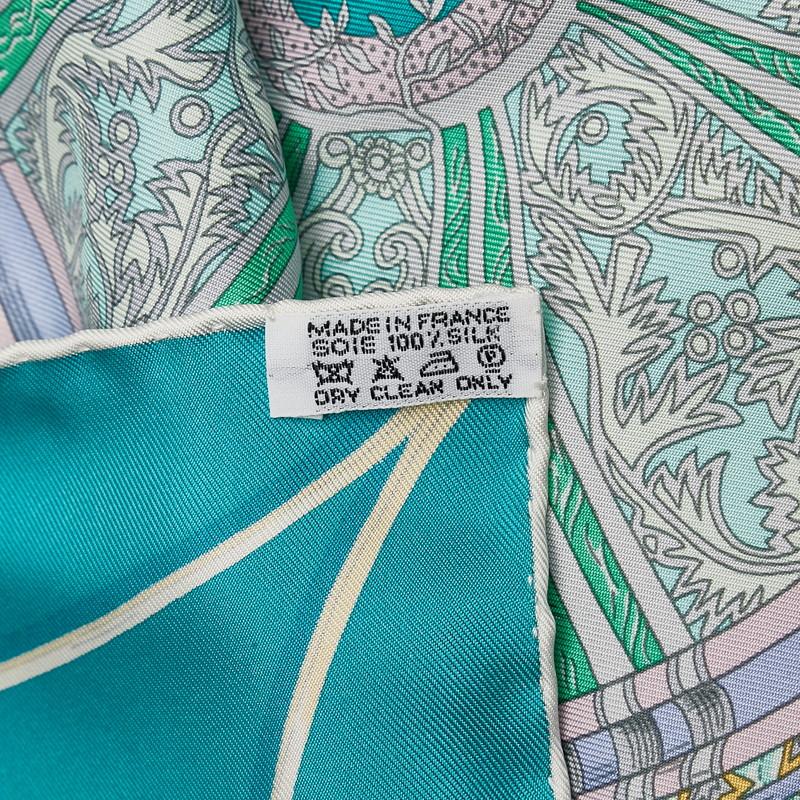 MADE IN FRANCE
SOIE 100% SILK
P
DRY CLEAN ONLY